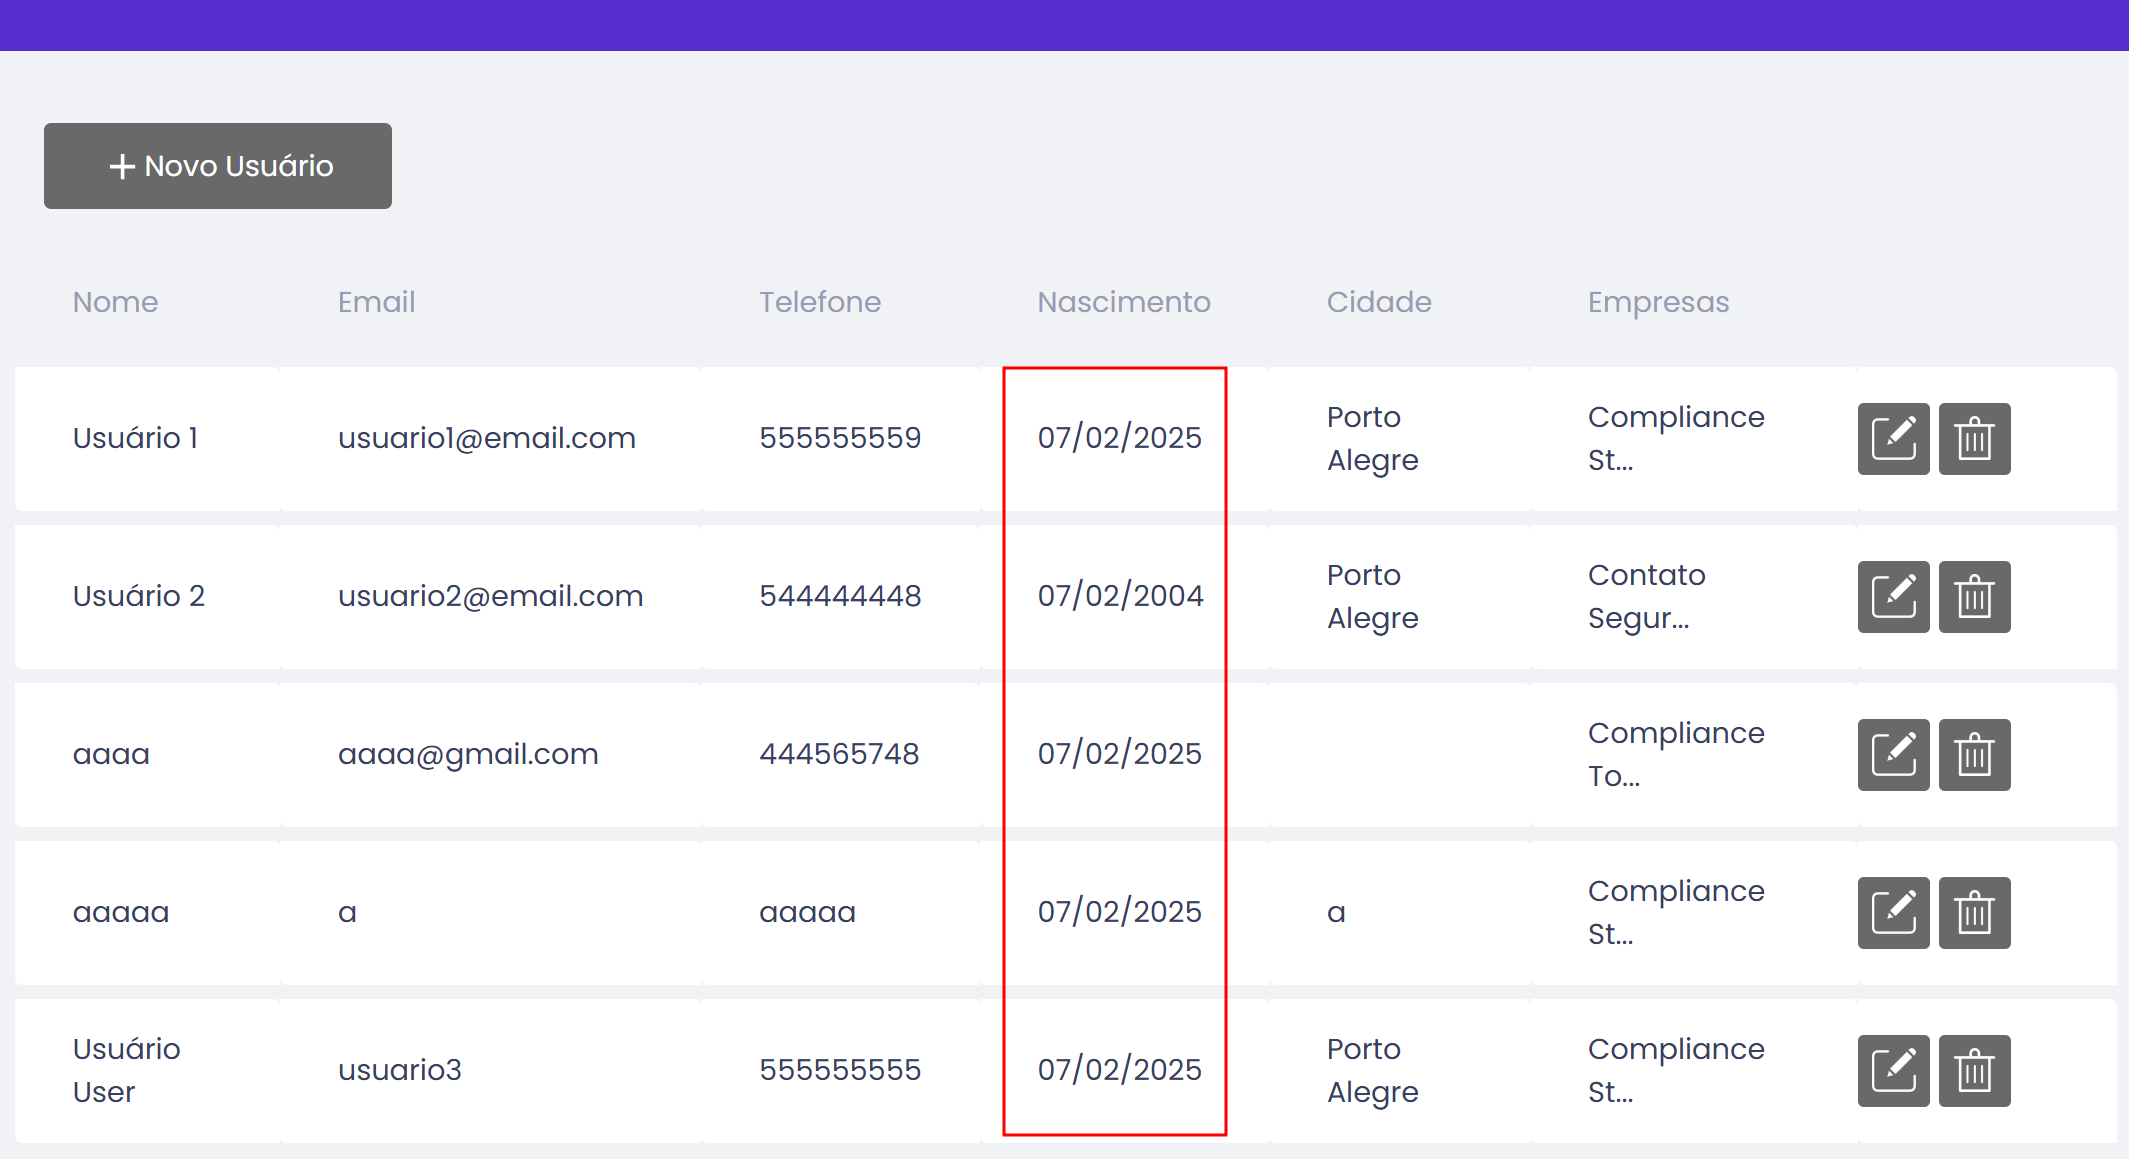 + Novo Usuário
Nome Email Telefone Nascimento Cidade Empresas
Usuário 1 usuario1@email.com 555555559 07/02/2025 Porto Alegre Compliance St...
Usuário 2 usuario2@email.com 544444448 07/02/2004 Porto Alegre Contato Segur...
aaaa aaaa@gmail.com 444565748 07/02/2025 Compliance To...
aaaaa a aaaaa 07/02/2025 a Compliance St...
Usuário User usuario3 555555555 07/02/2025 Porto Alegre Compliance St...